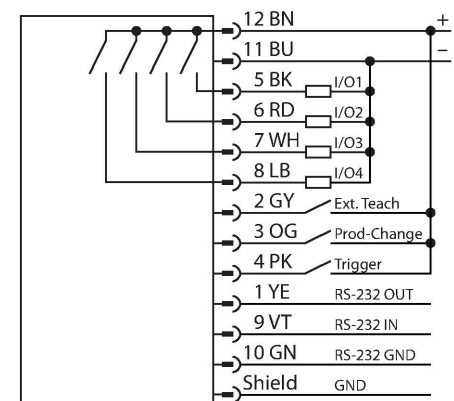 12 BN +
11 BU −
5 BK I/O1
6 RD I/O2
7 WH I/O3
8 LB I/O4
2 GY Ext. Teach
3 OG Prod-Change
4 PK Trigger
1 YE RS-232 OUT
9 VT RS-232 IN
10 GN RS-232 GND
Shield GND